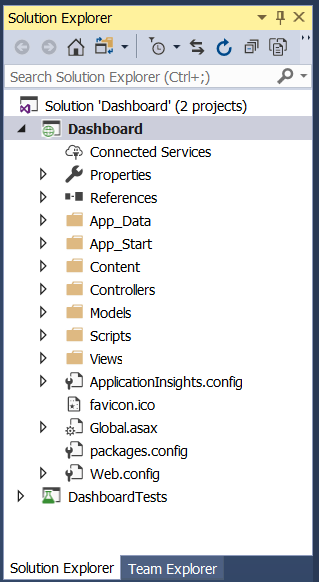 Solution Explorer
Search Solution Explorer (Ctrl+;)
Solution 'Dashboard' (2 projects)
Dashboard
Connected Services
Properties
References
App_Data
App_Start
Content
Controllers
Models
Scripts
Views
ApplicationInsights.config
favicon.ico
Global.asax
packages.config
Web.config
DashboardTests
Solution Explorer Team Explorer